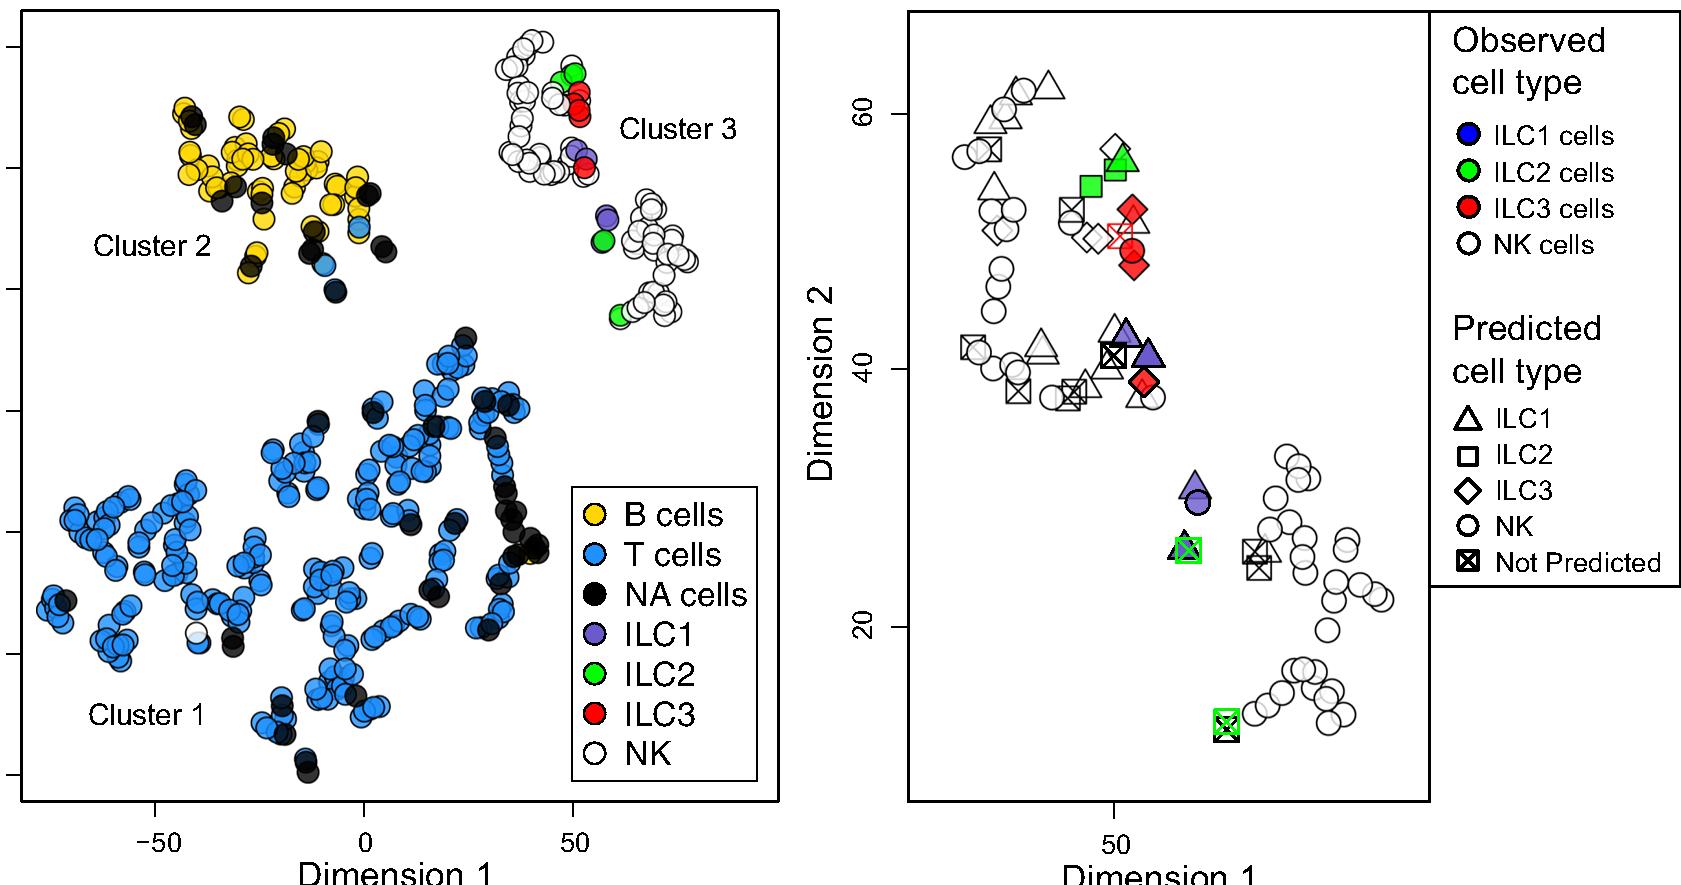 Cluster 3
Cluster 2
Cluster 1
B cells
T cells
NA cells
ILC1
ILC2
ILC3
NK
−50
0
50
Dimension 1
60
40
20
Dimension 2
50
Dimension 1
Observed
cell type
ILC1 cells
ILC2 cells
ILC3 cells
NK cells
Predicted
cell type
ILC1
ILC2
ILC3
NK
Not Predicted